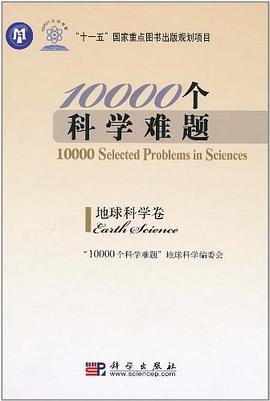 "十一五"国家重点图书出版规划项目
10000个
科学难题
10000 Selected Problems in Sciences
地球科学卷
Earth Science
"10000个科学难题"地球科学编委会
科学出版社
www.sciencep.com